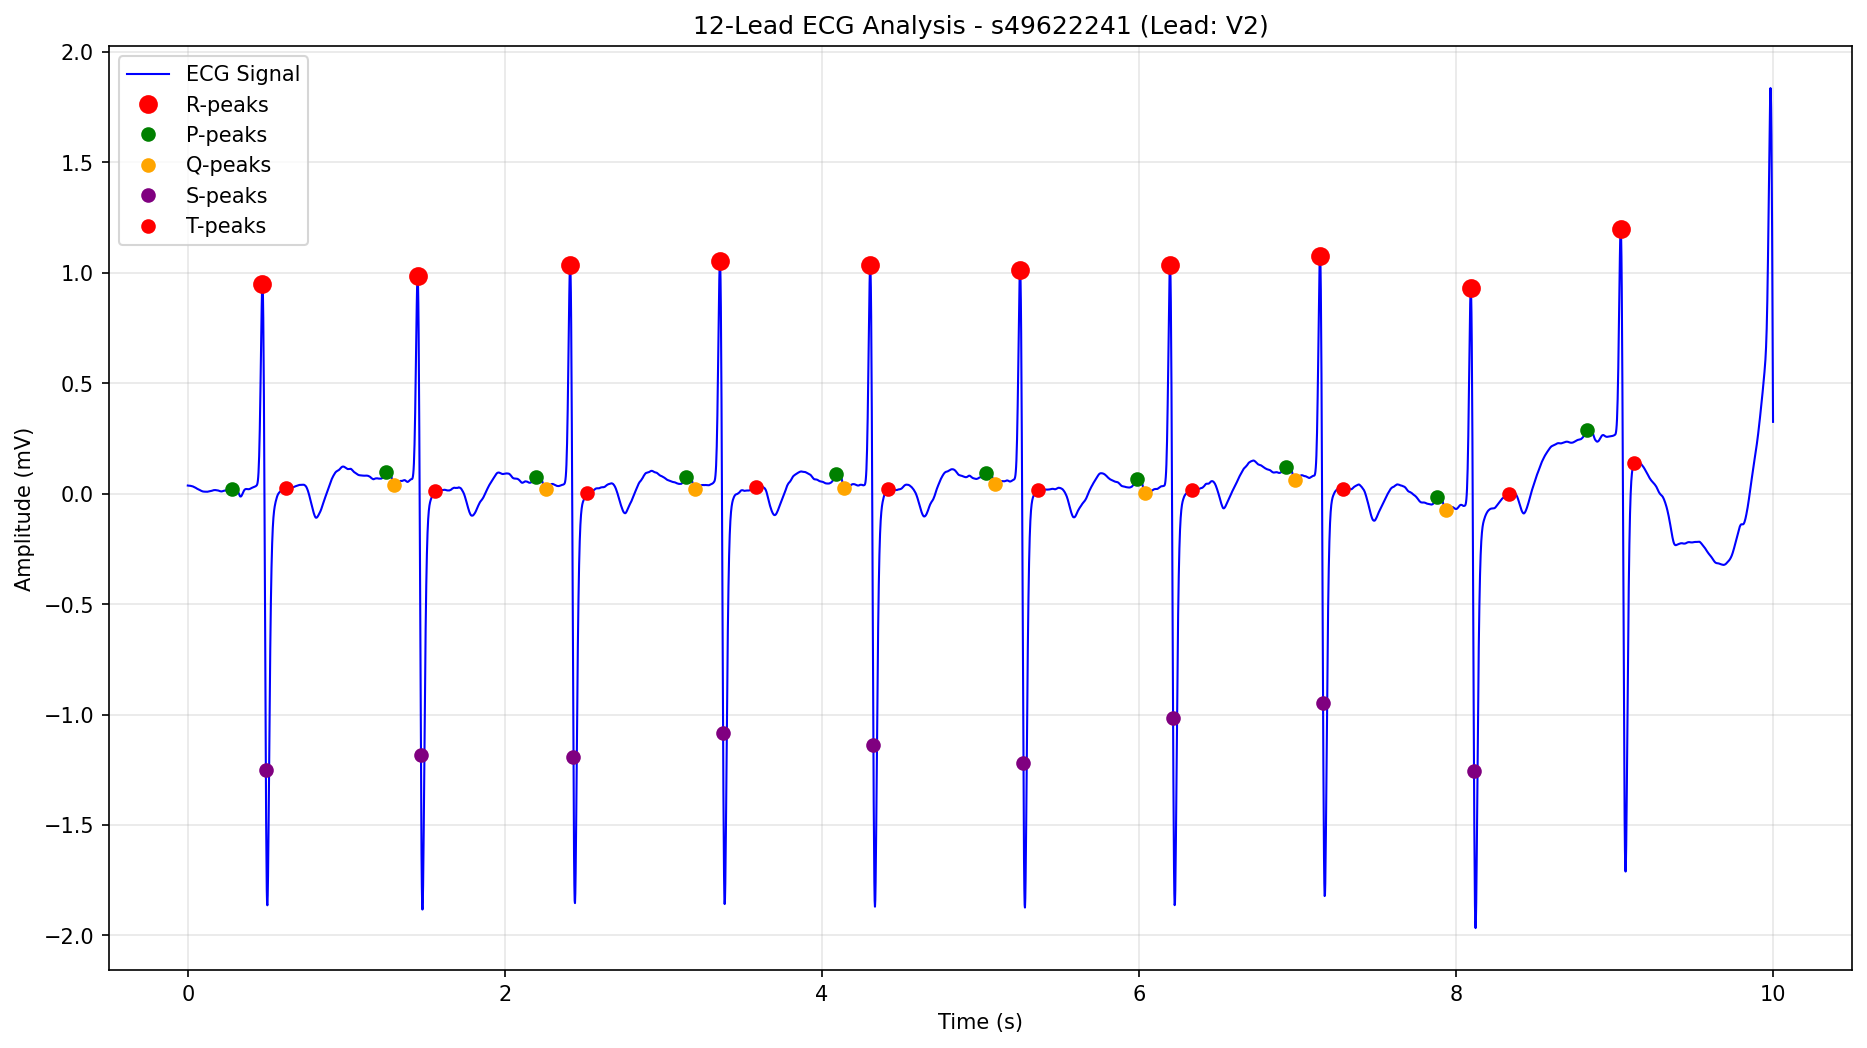 12-Lead ECG Analysis - s49622241 (Lead: V2)
ECG Signal
R-peaks
P-peaks
Q-peaks
S-peaks
T-peaks
Amplitude (mV)
2.0
1.5
1.0
0.5
0.0
−0.5
−1.0
−1.5
−2.0
0 2 4 6 8 10
Time (s)